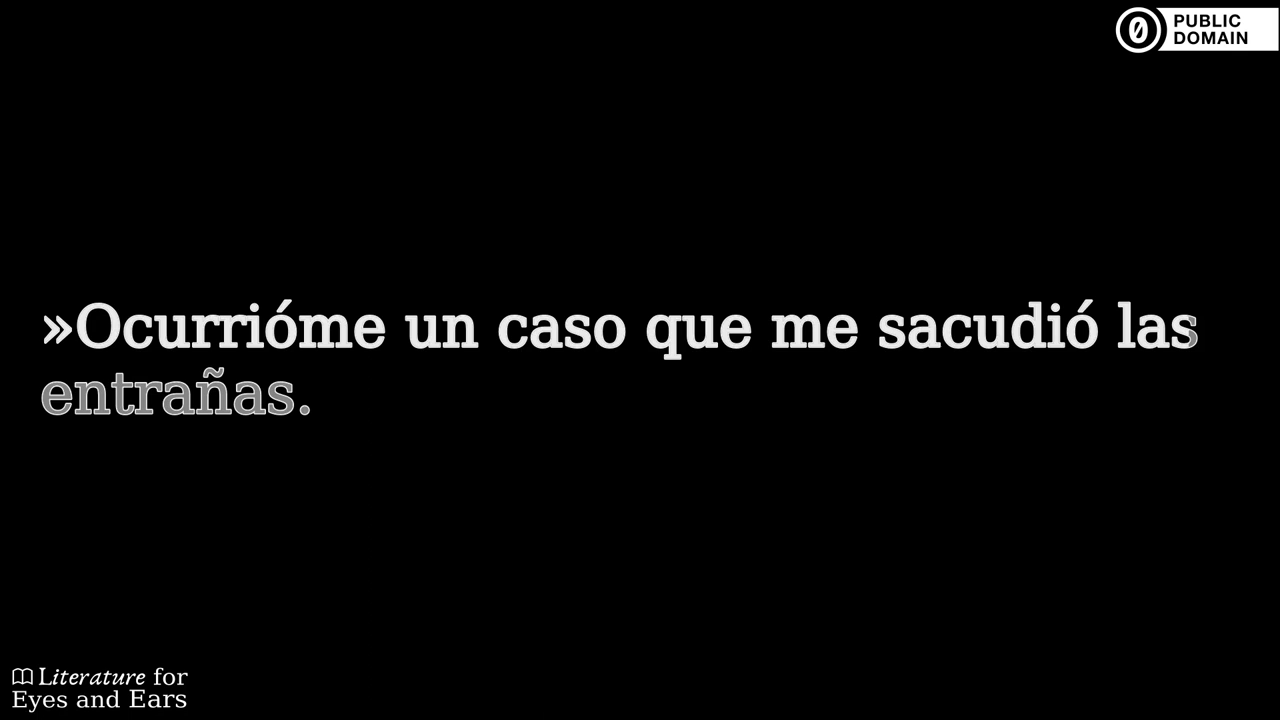 PUBLIC
DOMAIN
»Ocurrióme un caso que me sacudió las
entrañas.
Literature for
Eyes and Ears